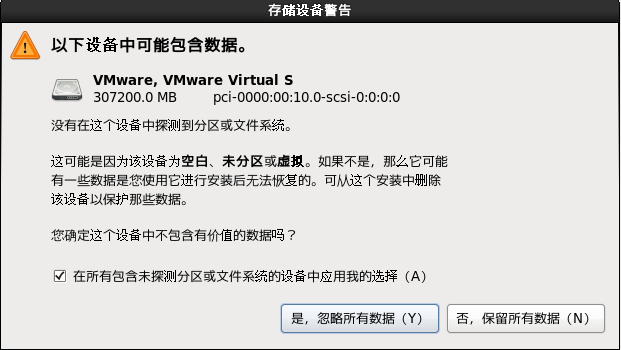 存储设备警告
以下设备中可能包含数据。
VMware, VMware Virtual S
307200.0 MB pci-0000:00:10.0-scsi-0:0:0:0
没有在这个设备中探测到分区或文件系统。
这可能是因为该设备为空白、未分区或虚拟。如果不是，那么它可能
有一些数据是您使用它进行安装后无法恢复的。可从这个安装中删除
该设备以保护那些数据。
您确定这个设备中不包含有价值的数据吗？
在所有包含未探测分区或文件系统的设备中应用我的选择（A）
是，忽略所有数据（Y） 否，保留所有数据（N）